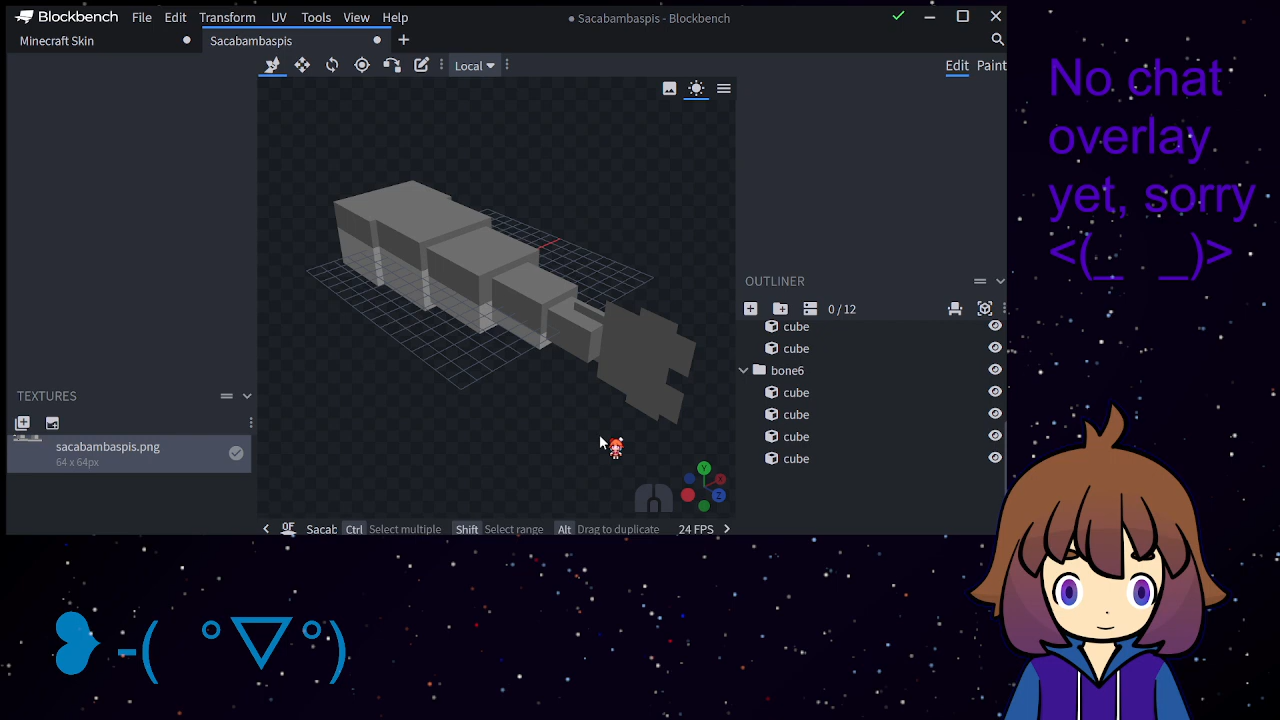 Blockbench File Edit Transform UV Tools View Help
● Sacabambaspis - Blockbench
Minecraft Skin
Sacabambaspis
Local
Edit Paint
TEXTURES
sacabambaspis.png
64 x 64px
OUTLINER
0 / 12
cube
cube
bone6
cube
cube
cube
cube
Y
X
Z
Sacab Ctrl Select multiple Shift Select range Alt Drag to duplicate 24 FPS
No chat
overlay
yet, sorry
<(_ _)>
❥-( °▽°)